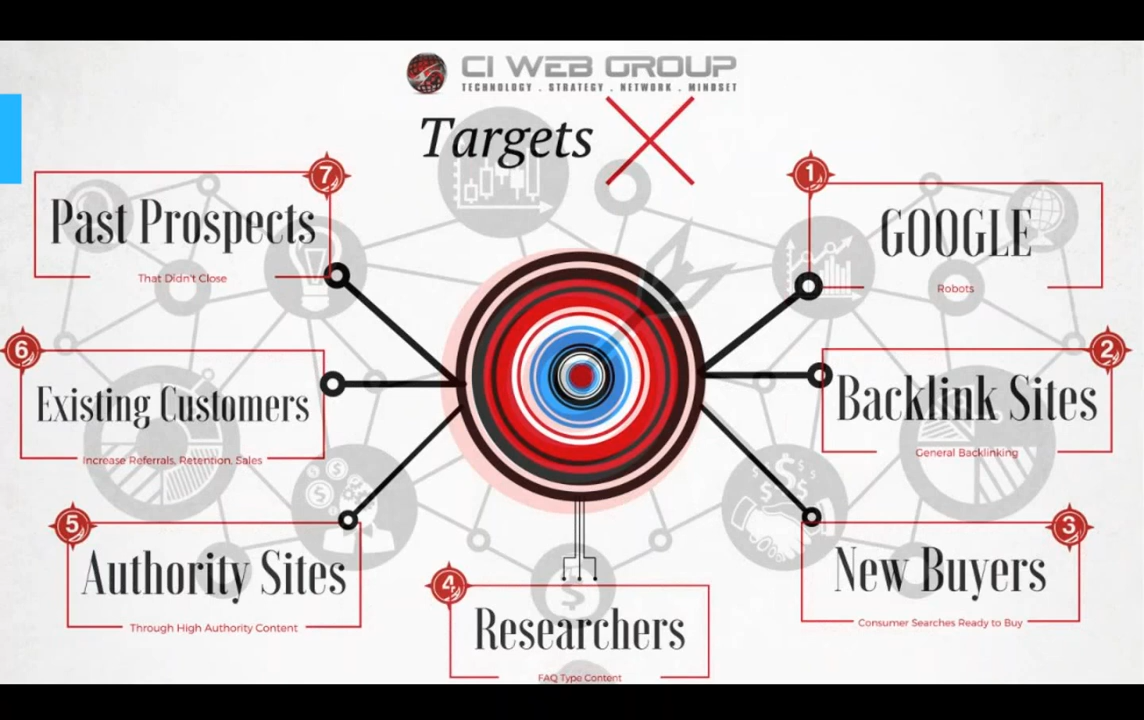 CI WEB GROUP
TECHNOLOGY . STRATEGY . NETWORK . MINDSET
Targets
1
GOOGLE
Robots
2
Backlink Sites
General Backlinking
3
New Buyers
Consumer Searches Ready to Buy
4
Researchers
FAQ Type Content
5
Authority Sites
Through High Authority Content
6
Existing Customers
Increase Referrals, Retention, Sales
7
Past Prospects
That Didn't Close